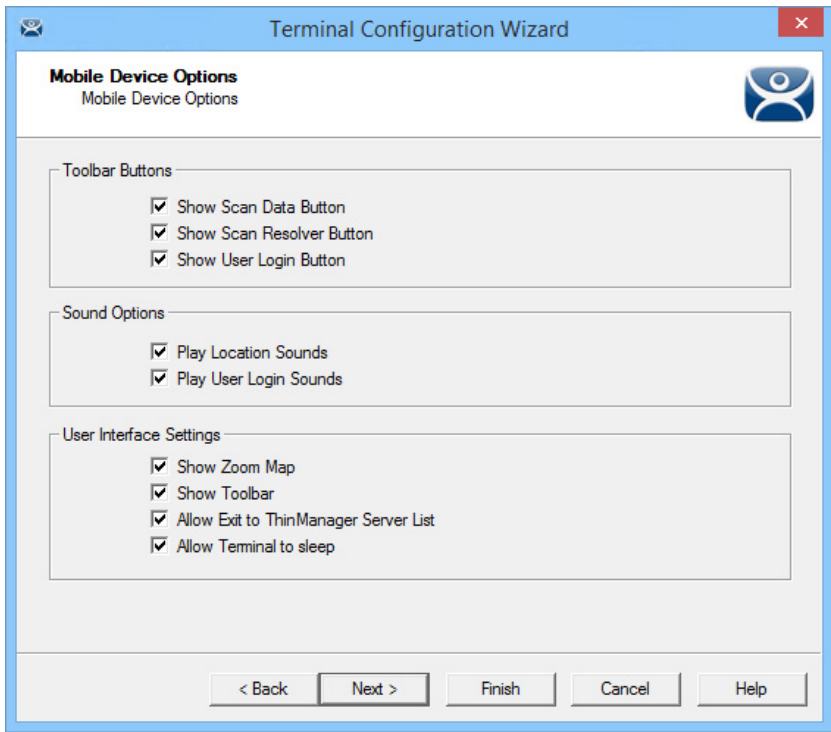 Terminal Configuration Wizard
Mobile Device Options
Mobile Device Options
Toolbar Buttons
Show Scan Data Button
Show Scan Resolver Button
Show User Login Button
Sound Options
Play Location Sounds
Play User Login Sounds
User Interface Settings
Show Zoom Map
Show Toolbar
Allow Exit to ThinManager Server List
Allow Terminal to sleep
< Back Next > Finish Cancel Help